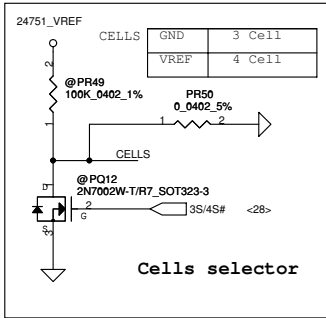 24751_VREF
CELLS GND 3 Cell
VREF 4 Cell
2
@PR49
100K_0402_1%
1
PR50
0_0402_5%
1 2
CELLS
@PQ12
2N7002W-T/R7_SOT323-3
D 1
2
G
3S/4S# <28>
S
3
Cells selector